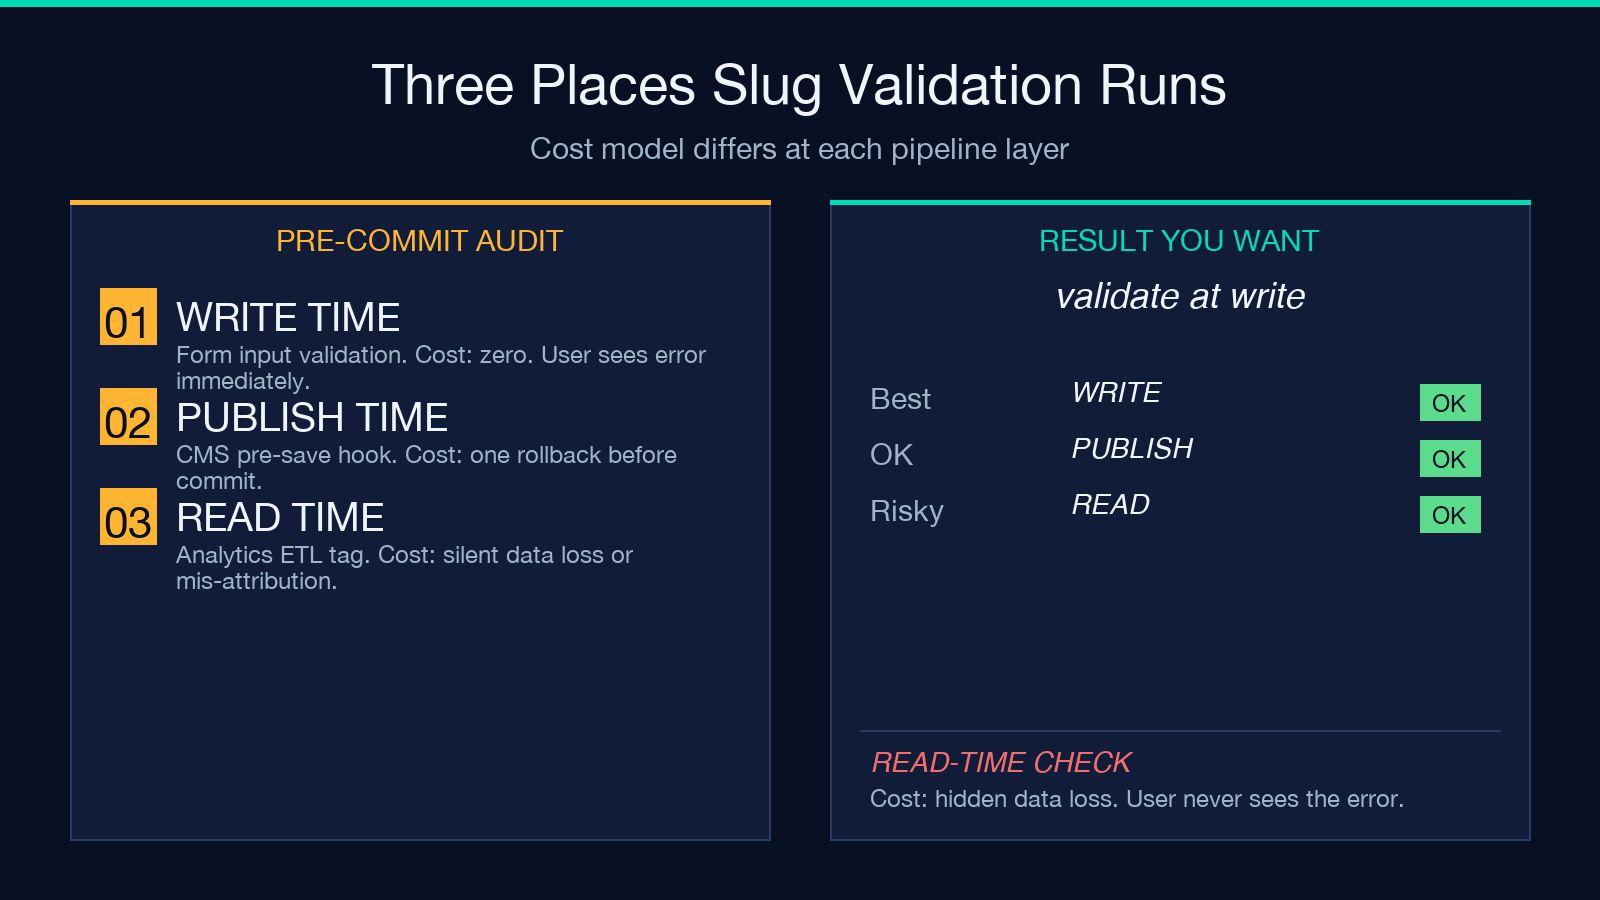 Three Places Slug Validation Runs
Cost model differs at each pipeline layer
PRE-COMMIT AUDIT
01
WRITE TIME
Form input validation. Cost: zero. User sees error
immediately.
02
PUBLISH TIME
CMS pre-save hook. Cost: one rollback before
commit.
03
READ TIME
Analytics ETL tag. Cost: silent data loss or
mis-attribution.
RESULT YOU WANT
validate at write
Best WRITE OK
OK PUBLISH OK
Risky READ OK
READ-TIME CHECK
Cost: hidden data loss. User never sees the error.